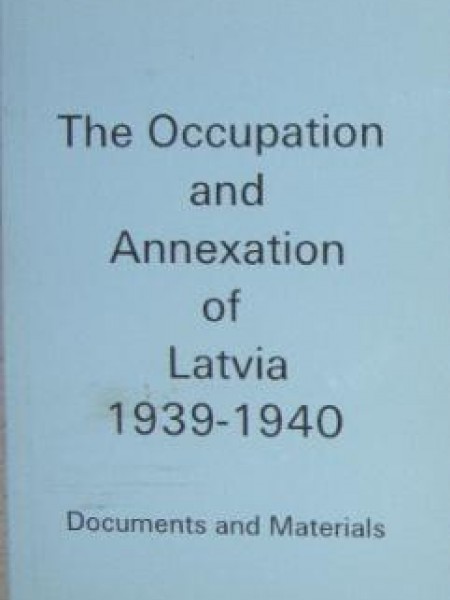 The Occupation
and
Annexation
of
Latvia
1939-1940
Documents and Materials